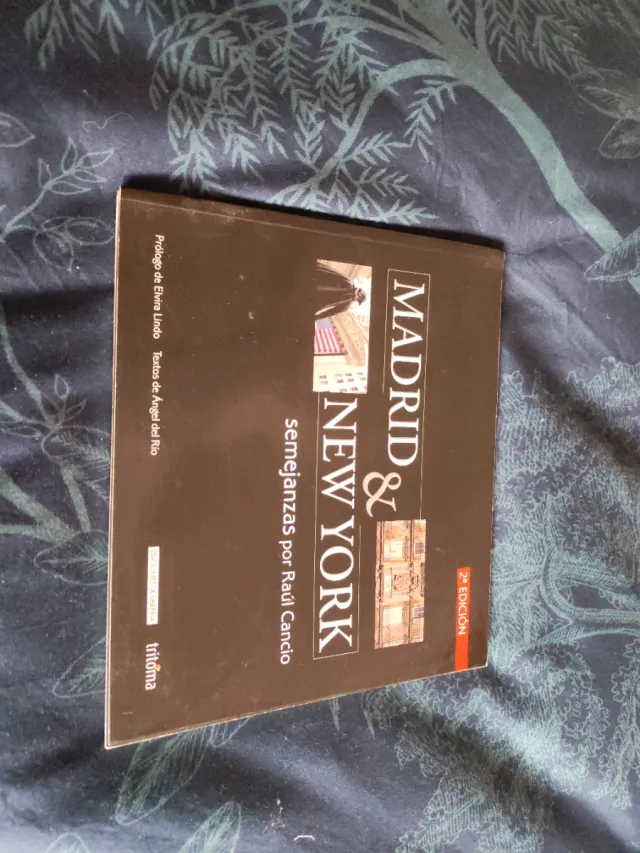 2ª EDICIÓN
MADRID &
NEW YORK
semejanzas por Raúl Cancio
Prólogo de Elvira Lindo Textos de Ángel del Río
tritoma